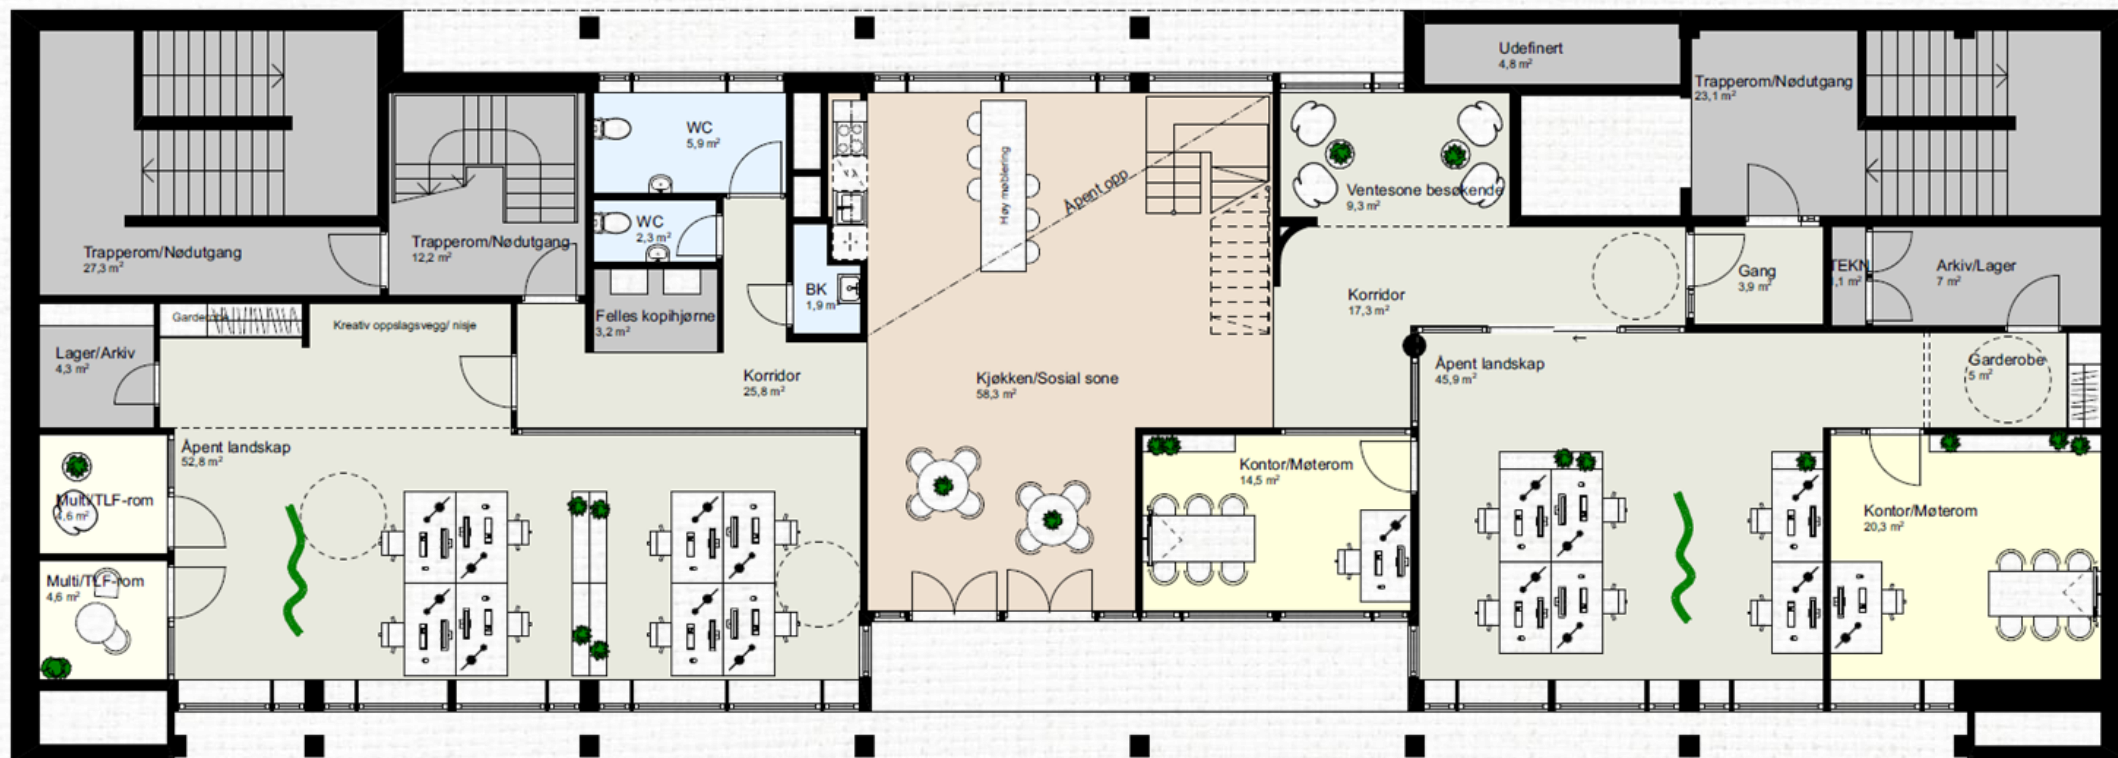 Udefinert
4,8 m²
Trapperom/Nødutgang
23,1 m²
WC
5,9 m²
Høy møblering
Åpent opp
Ventesone besøkende
9,3 m²
WC
2,3 m²
Trapperom/Nødutgang
27,3 m²
Trapperom/Nødutgang
12,2 m²
Gang
3,9 m²
TEKN
Arkiv/Lager
7 m²
BK
1,9 m²
Korridor
17,3 m²
Garderobe
Kreativ oppslagsvegg/ nisje
Felles kopihjørne
3,2 m²
Lager/Arkiv
4,3 m²
Korridor
25,8 m²
Kjøkken/Sosial sone
58,3 m²
Åpent landskap
45,9 m²
Garderobe
5 m²
Åpent landskap
52,8 m²
Kontor/Møterom
14,5 m²
Multi/TLF-rom
4,6 m²
Kontor/Møterom
20,3 m²
Multi/TLF-rom
4,6 m²